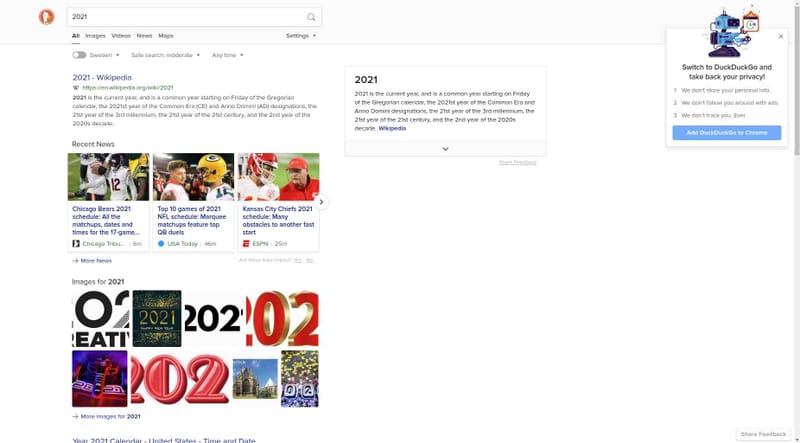 2021
All Images Videos News Maps Settings
Sweden Safe search: moderate Any time
2021 - Wikipedia
W https://en.wikipedia.org/wiki/2021
2021 is the current year, and is a common year starting on Friday of the Gregorian
calendar, the 2021st year of the Common Era (CE) and Anno Domini (AD) designations, the
21st year of the 3rd millennium, the 21st year of the 21st century, and the 2nd year of the
2020s decade.
Recent News
Chicago Bears 2021
schedule: All the
matchups, dates and
times for the 17-game...
Chicago Tribu... 6m
Top 10 games of 2021
NFL schedule: Marquee
matchups feature top
QB duels
USA Today 46m
Kansas City Chiefs 2021
schedule: Many
obstacles to another fast
start
ESPN 25m
→ More News
Are these links helpful? Yes No
Images for 2021
2021
HAPPY NEW YEAR
202
202
202
→ More Images for 2021
Year 2021 Calendar - United States - Time and Date
2021
2021 is the current year, and is a common year starting on Friday
of the Gregorian calendar, the 2021st year of the Common Era and
Anno Domini designations, the 21st year of the 3rd millennium, the
21st year of the 21st century, and the 2nd year of the 2020s
decade. Wikipedia
Share Feedback
Switch to DuckDuckGo and
take back your privacy!
1 We don't store your personal info.
2 We don't follow you around with ads.
3 We don't track you. Ever.
Add DuckDuckGo to Chrome
Share Feedback